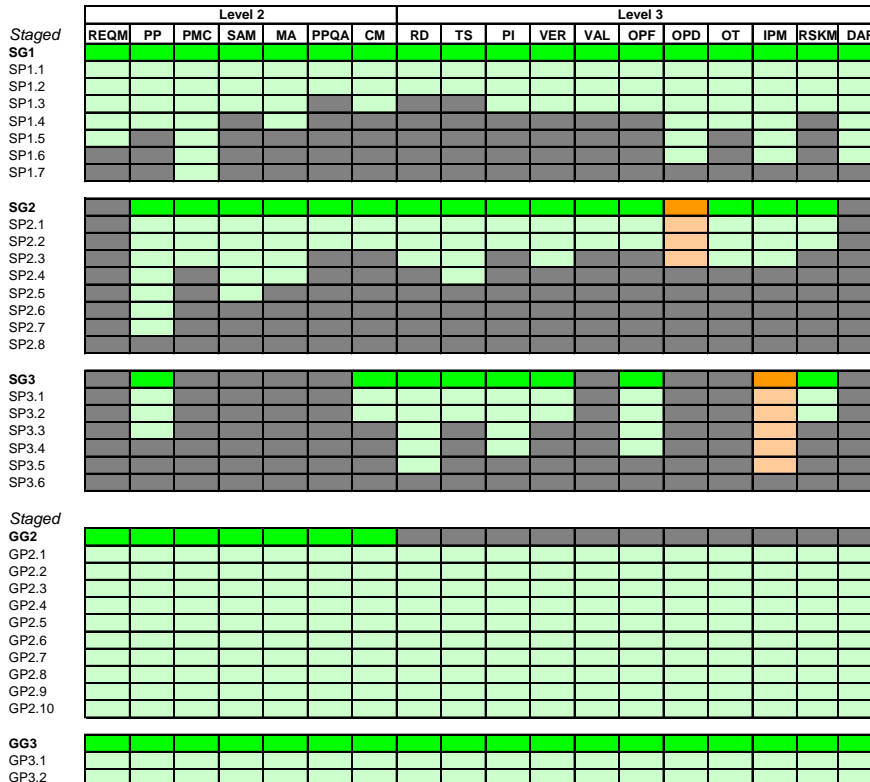 Level 2 Level 3
Staged REQM PP PMC SAM MA PPQA CM RD TS PI VER VAL OPF OPD OT IPM RSKM DAR
SG1
SP1.1
SP1.2
SP1.3
SP1.4
SP1.5
SP1.6
SP1.7
SG2
SP2.1
SP2.2
SP2.3
SP2.4
SP2.5
SP2.6
SP2.7
SP2.8
SG3
SP3.1
SP3.2
SP3.3
SP3.4
SP3.5
SP3.6
Staged
GG2
GP2.1
GP2.2
GP2.3
GP2.4
GP2.5
GP2.6
GP2.7
GP2.8
GP2.9
GP2.10
GG3
GP3.1
GP3.2